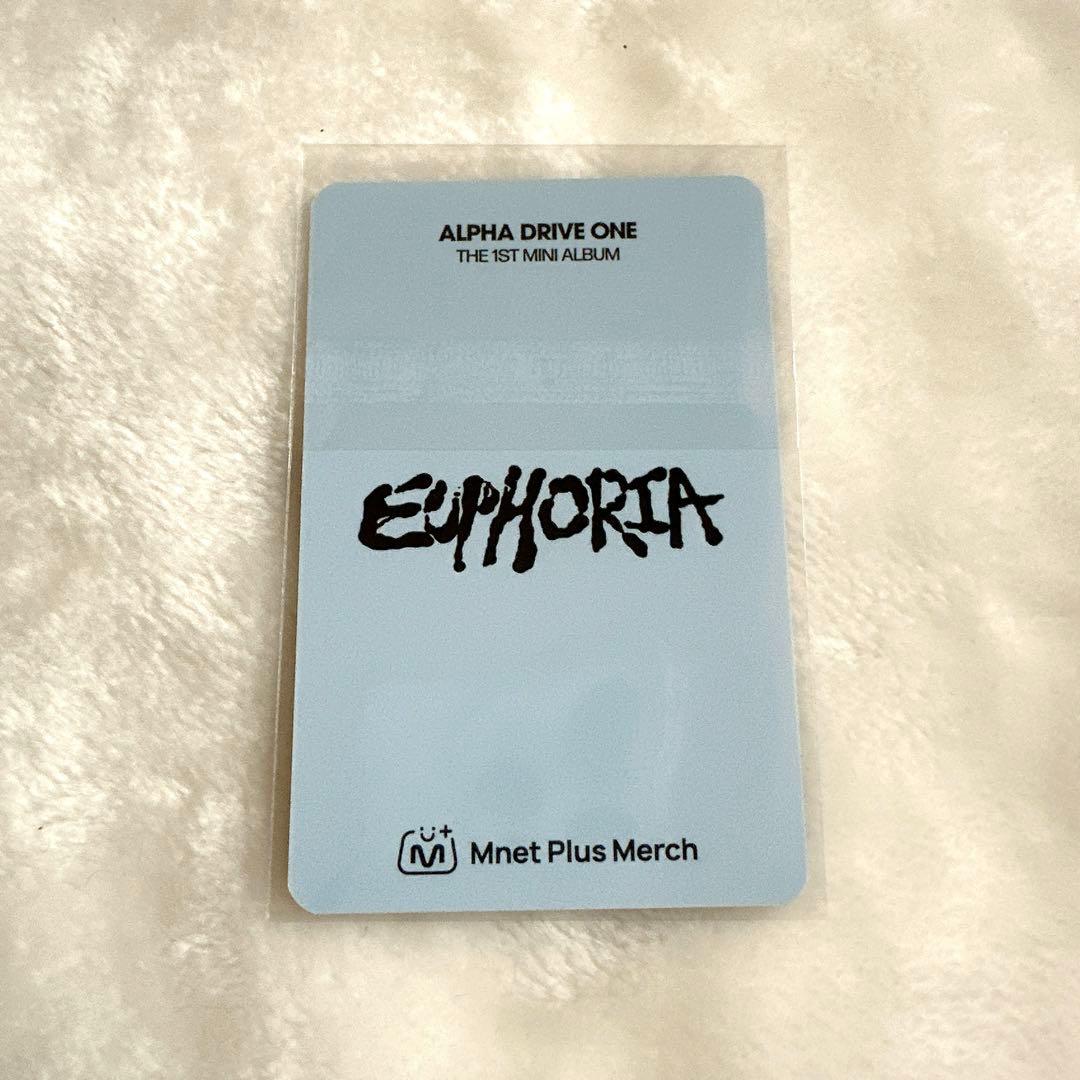 ALPHA DRIVE ONE
THE 1ST MINI ALBUM
EUPHORIA
Mnet Plus Merch